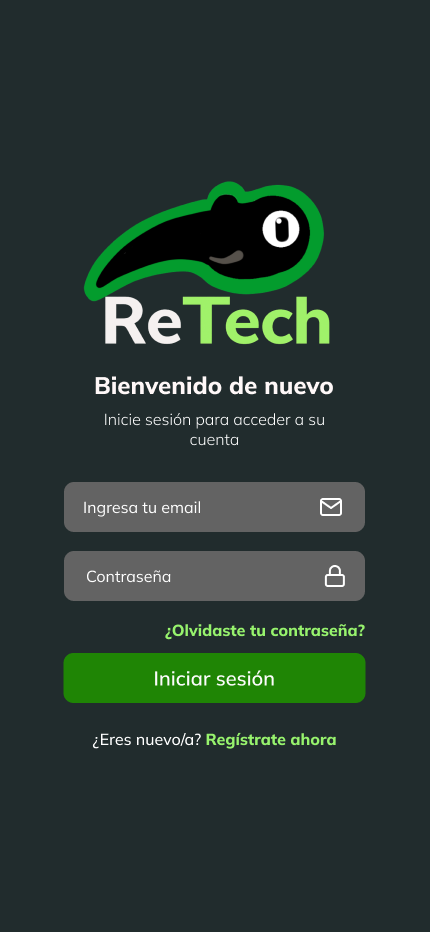 ReTech
Bienvenido de nuevo
Inicie sesión para acceder a su
cuenta
Ingresa tu email
Contraseña
¿Olvidaste tu contraseña?
Iniciar sesión
¿Eres nuevo/a? Regístrate ahora